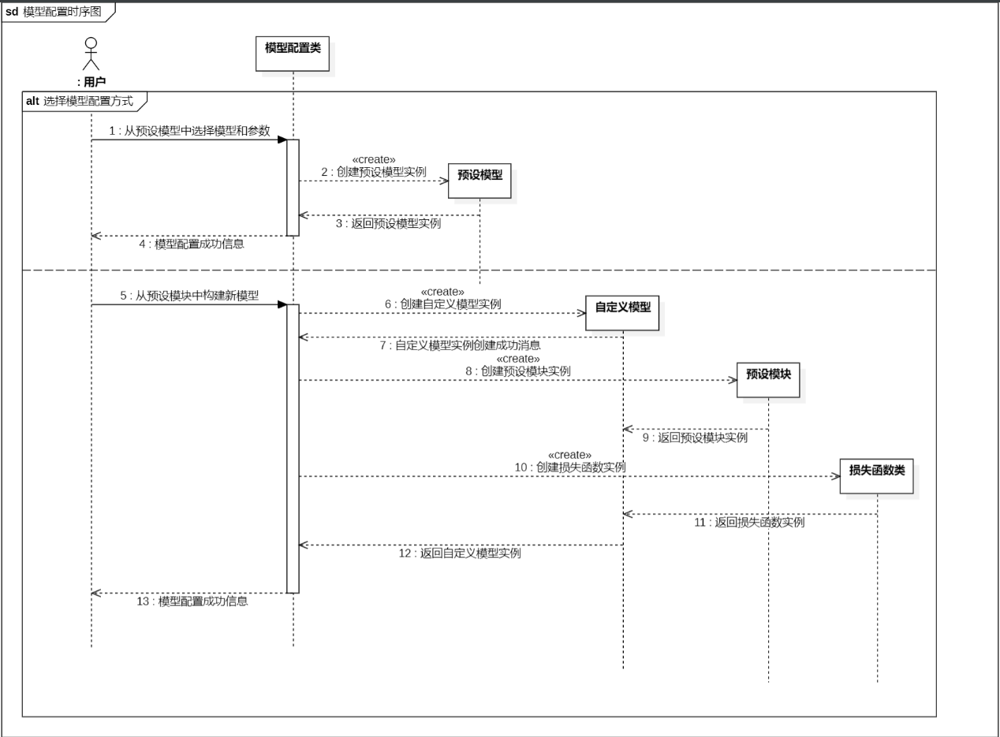 sd 模型配置时序图
模型配置类
: 用户
alt 选择模型配置方式
1 : 从预设模型中选择模型和参数
«create»
2 : 创建预设模型实例
预设模型
3 : 返回预设模型实例
4 : 模型配置成功信息
5 : 从预设模块中构建新模型
«create»
6 : 创建自定义模型实例
自定义模型
7 : 自定义模型实例创建成功消息
«create»
8 : 创建预设模块实例
预设模块
9 : 返回预设模块实例
«create»
10 : 创建损失函数实例
损失函数类
11 : 返回损失函数实例
12 : 返回自定义模型实例
13 : 模型配置成功信息